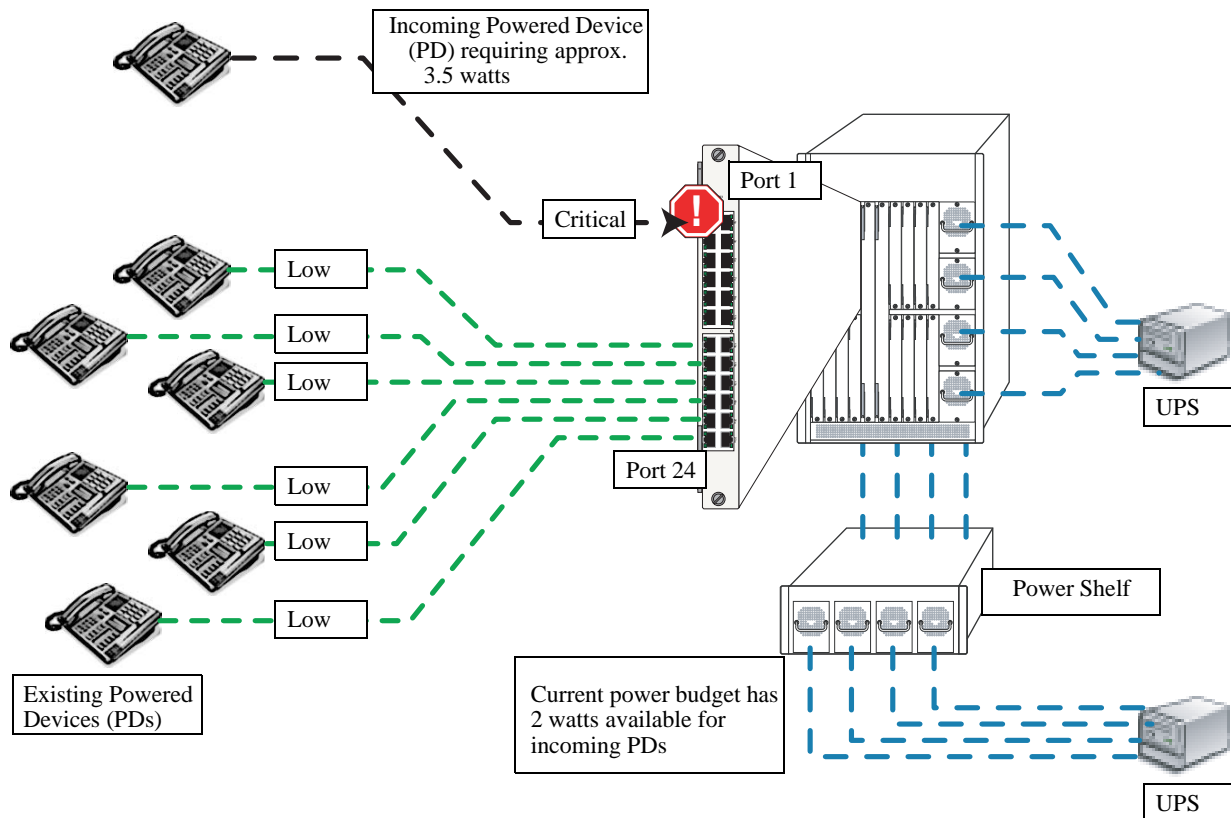 Incoming Powered Device
(PD) requiring approx.
3.5 watts
Port 1
!
Critical
Low
Low
Low
UPS
Port 24
Low
Low
Power Shelf
Low
Existing Powered
Devices (PDs)
Current power budget has
2 watts available for
incoming PDs
UPS